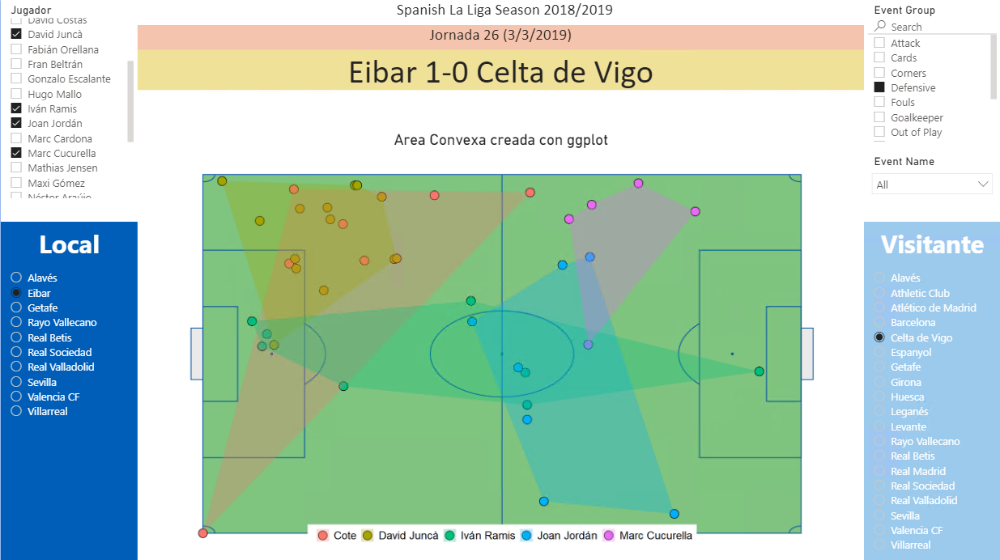 Jugador
David Costas
David Juncà
Fabián Orellana
Fran Beltrán
Gonzalo Escalante
Hugo Mallo
Iván Ramis
Joan Jordán
Marc Cardona
Marc Cucurella
Mathias Jensen
Maxi Gómez
Néstor Araújo
Local
Alavés
Eibar
Getafe
Rayo Vallecano
Real Betis
Real Sociedad
Real Valladolid
Sevilla
Valencia CF
Villarreal
Spanish La Liga Season 2018/2019
Jornada 26 (3/3/2019)
Eibar 1-0 Celta de Vigo
Area Convexa creada con ggplot
Cote David Juncà Iván Ramis Joan Jordán Marc Cucurella
Event Group
Search
Attack
Cards
Corners
Defensive
Fouls
Goalkeeper
Out of Play
Event Name
All
Visitante
Alavés
Athletic Club
Atlético de Madrid
Barcelona
Celta de Vigo
Espanyol
Getafe
Girona
Huesca
Leganés
Levante
Rayo Vallecano
Real Betis
Real Madrid
Real Sociedad
Real Valladolid
Sevilla
Valencia CF
Villarreal